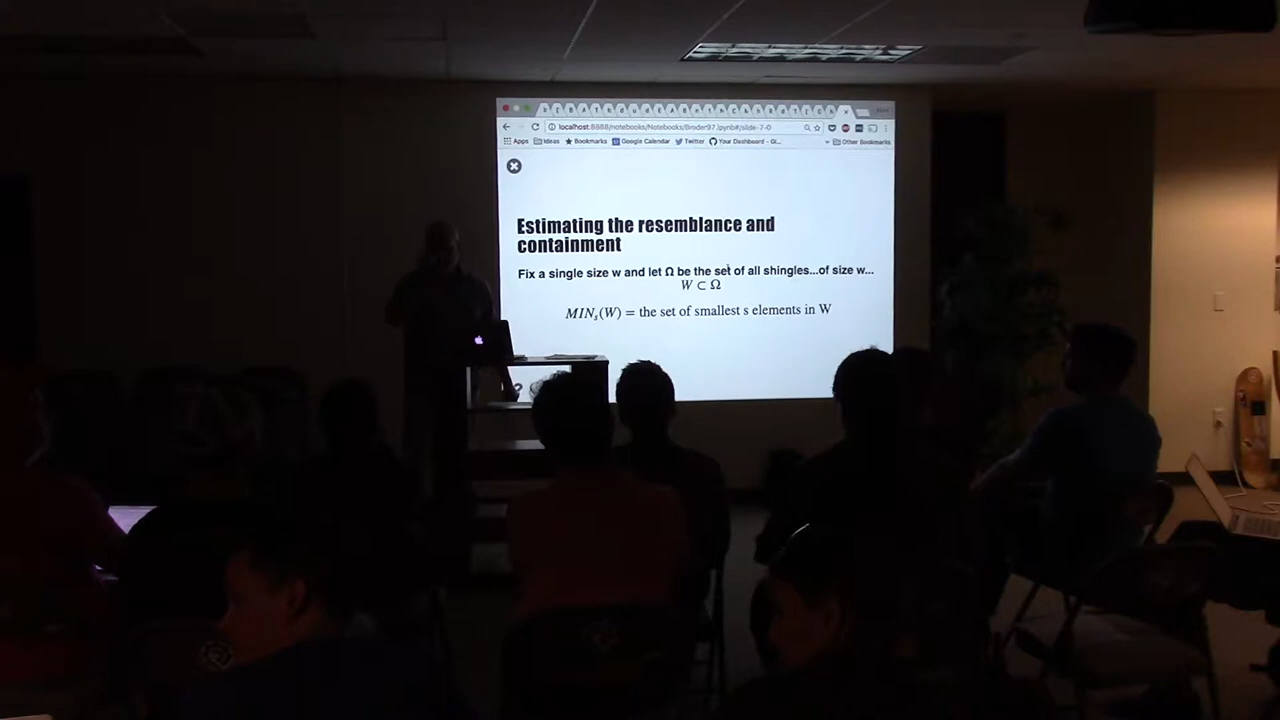 localhost:8888/notebooks/Notebooks/Broder97.ipynb#/slide-7-0
Apps Ideas Bookmarks Google Calendar Twitter Your Dashboard - Gi... Other Bookmarks
Estimating the resemblance and
containment
Fix a single size w and let Ω be the set of all shingles...of size w...
W ⊂ Ω
MINₛ(W) = the set of smallest s elements in W